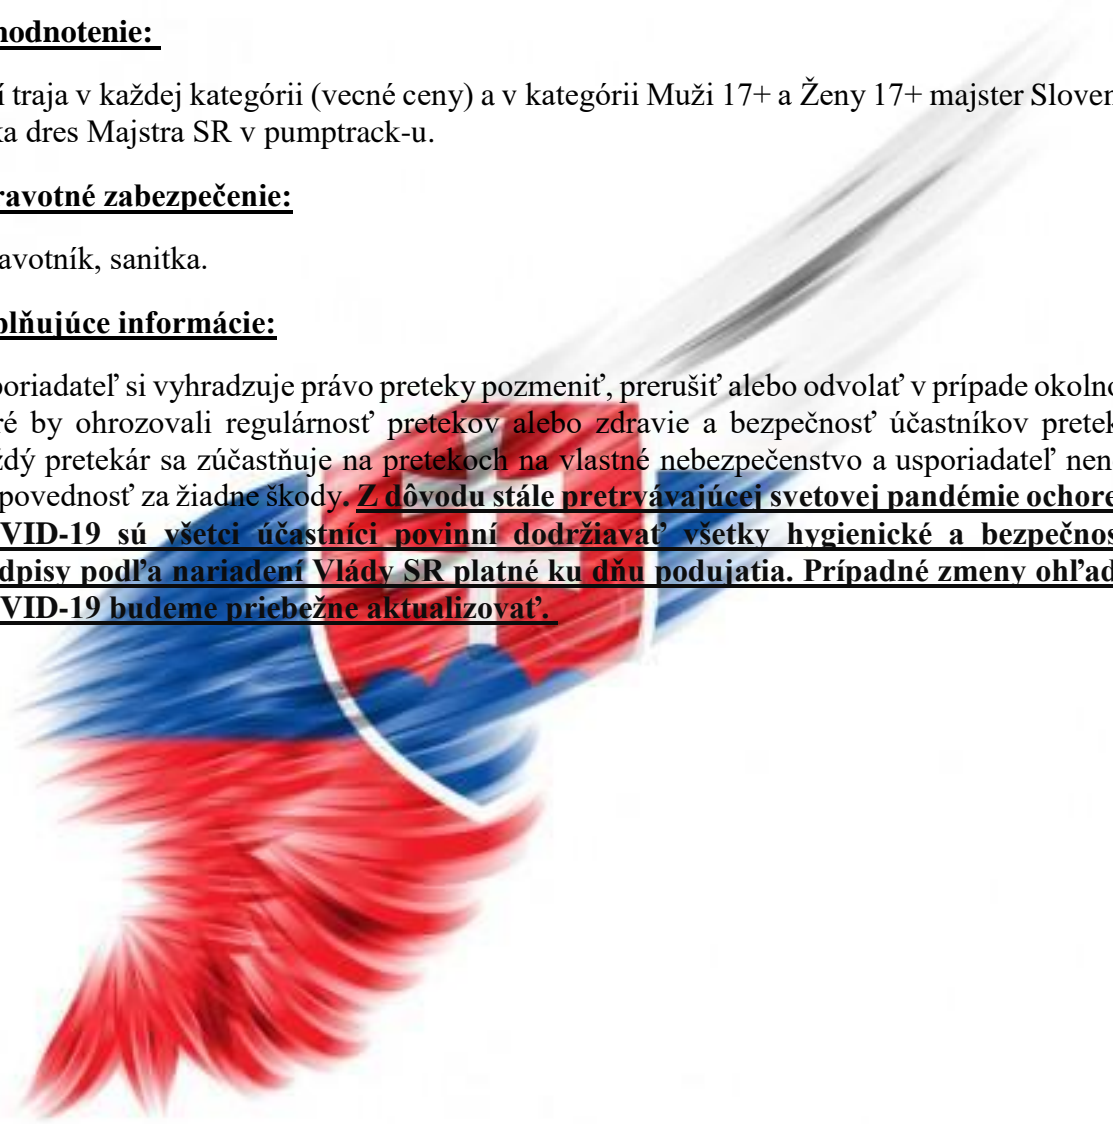 hodnotenie:
í traja v každej kategórii (vecné ceny) a v kategórii Muži 17+ a Ženy 17+ majster Sloven
ka dres Majstra SR v pumptrack-u.
ravotné zabezpečenie:
avotník, sanitka.
plňujúce informácie:
poriadateľ si vyhradzuje právo preteky pozmeniť, prerušiť alebo odvolať v prípade okolno
ré by ohrozovali regulárnosť pretekov alebo zdravie a bezpečnosť účastníkov pretek
ždý pretekár sa zúčastňuje na pretekoch na vlastné nebezpečenstvo a usporiadateľ nen
povednosť za žiadne škody. Z dôvodu stále pretrvávajúcej svetovej pandémie ochore
VID-19 sú všetci účastníci povinní dodržiavať všetky hygienické a bezpečnos
dpisy podľa nariadení Vlády SR platné ku dňu podujatia. Prípadné zmeny ohľad
VID-19 budeme priebežne aktualizovať.